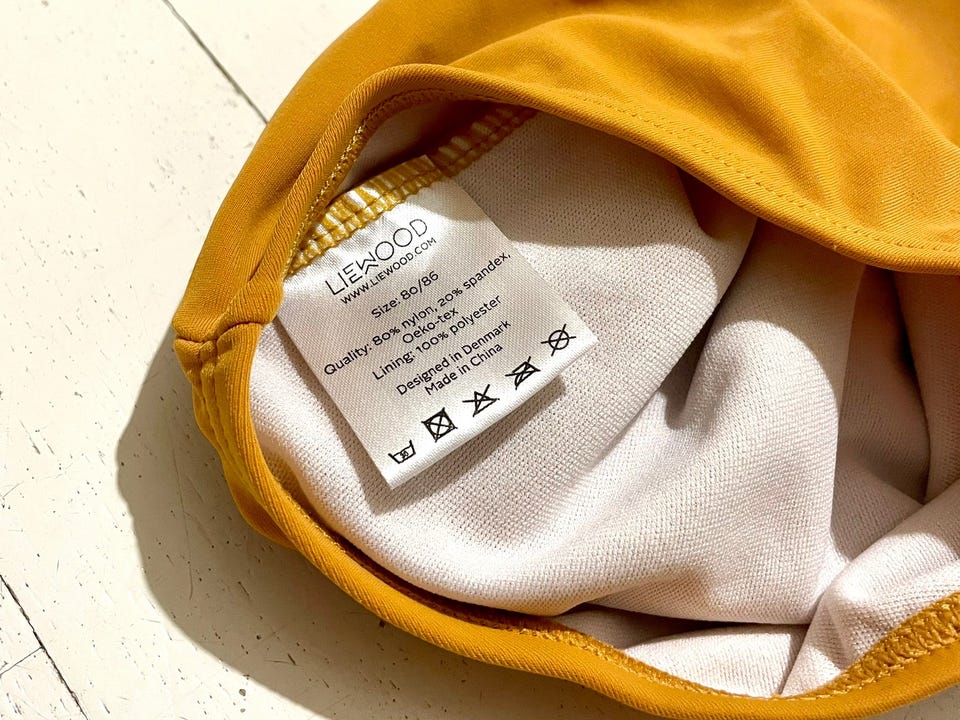 LIEWOOD
WWW.LIEWOOD.COM
Size: 80/86
Quality: 80% nylon, 20% spandex,
Oeko-tex
Lining: 100% polyester
Designed in Denmark
Made in China
30